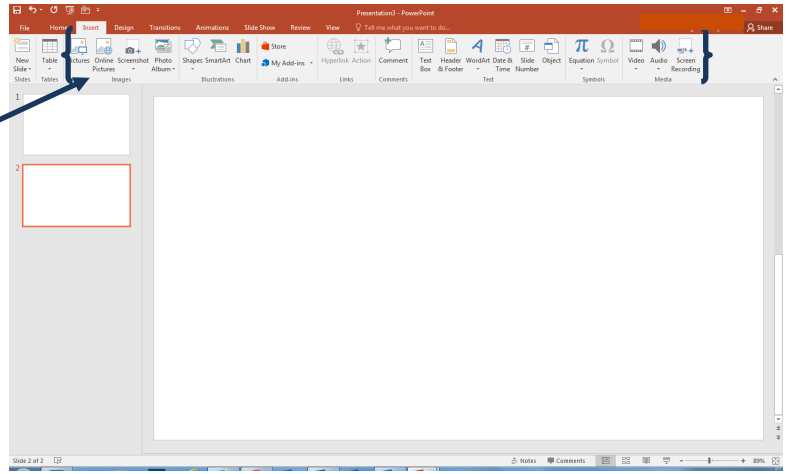 Presentation3 - PowerPoint
File Home Insert Design Transitions Animations Slide Show Review View Tell me what you want to do... Share
New Slide Table Pictures Online Pictures Screenshot Photo Album Shapes SmartArt Chart Store My Add-ins Hyperlink Action Comment Text Box Header & Footer WordArt Date & Time Slide Number Object Equation Symbol Video Audio Screen Recording
Slides Tables Images Illustrations Add-ins Links Comments Text Symbols Media
1
2
Slide 2 of 2 Notes Comments 89%